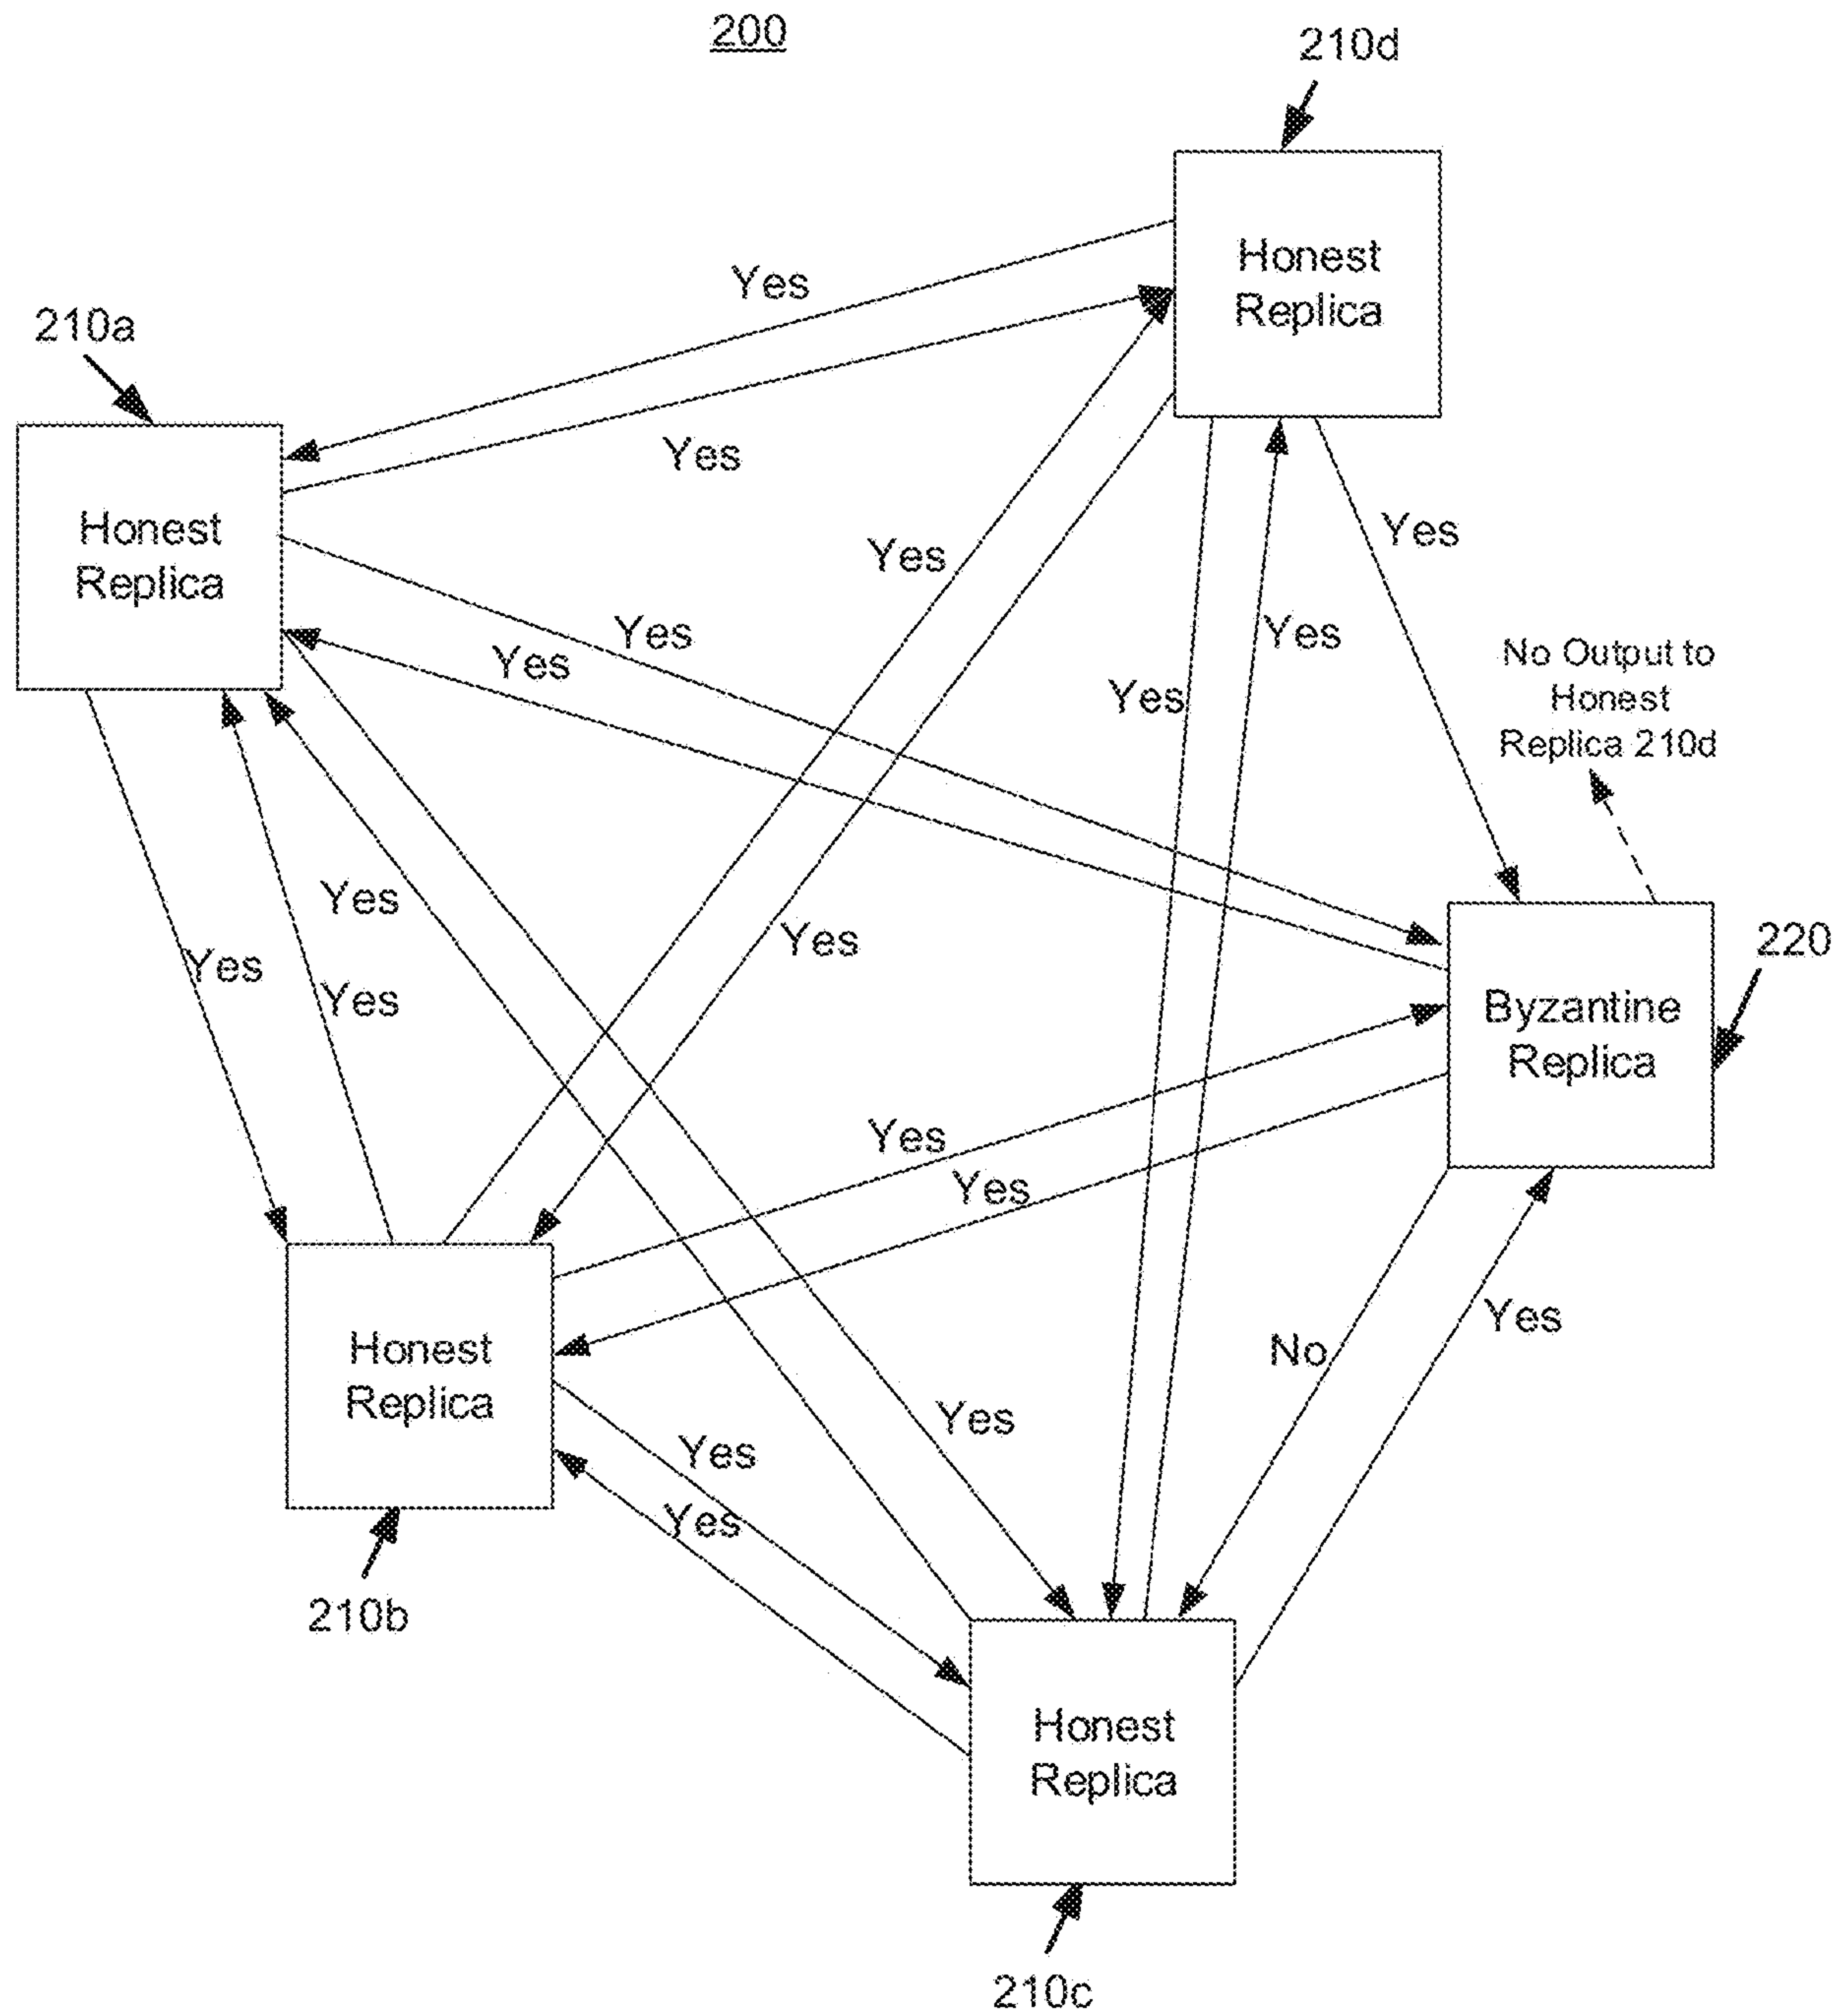 200
210d
Honest
Replica
Yes
210a
Yes
Honest
Replica
Yes
Yes
Yes
Yes
Yes
Yes
No Output to
Honest
Replica 210d
Yes
Yes
Yes
Yes
Yes
220
Byzantine
Replica
Yes
Yes
Yes
No
Honest
Replica
Yes
Yes
Yes
210b
Honest
Replica
210c